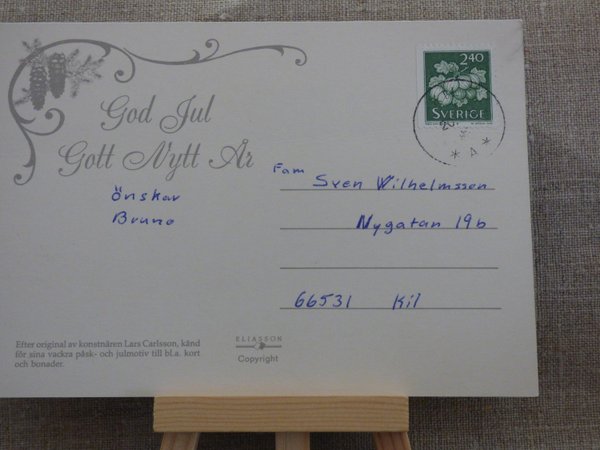 God Jul
Gott Nytt År
önskar
Bruno
2.40
SVERIGE
* A *
Fam
Sven Wilhelmsson
Nygatan 19b
66531 Kil
Efter original av konstnären Lars Carlsson, känd
för sina vackra påsk- och julmotiv till bl.a. kort
och bonader.
ELIASSON
Copyright